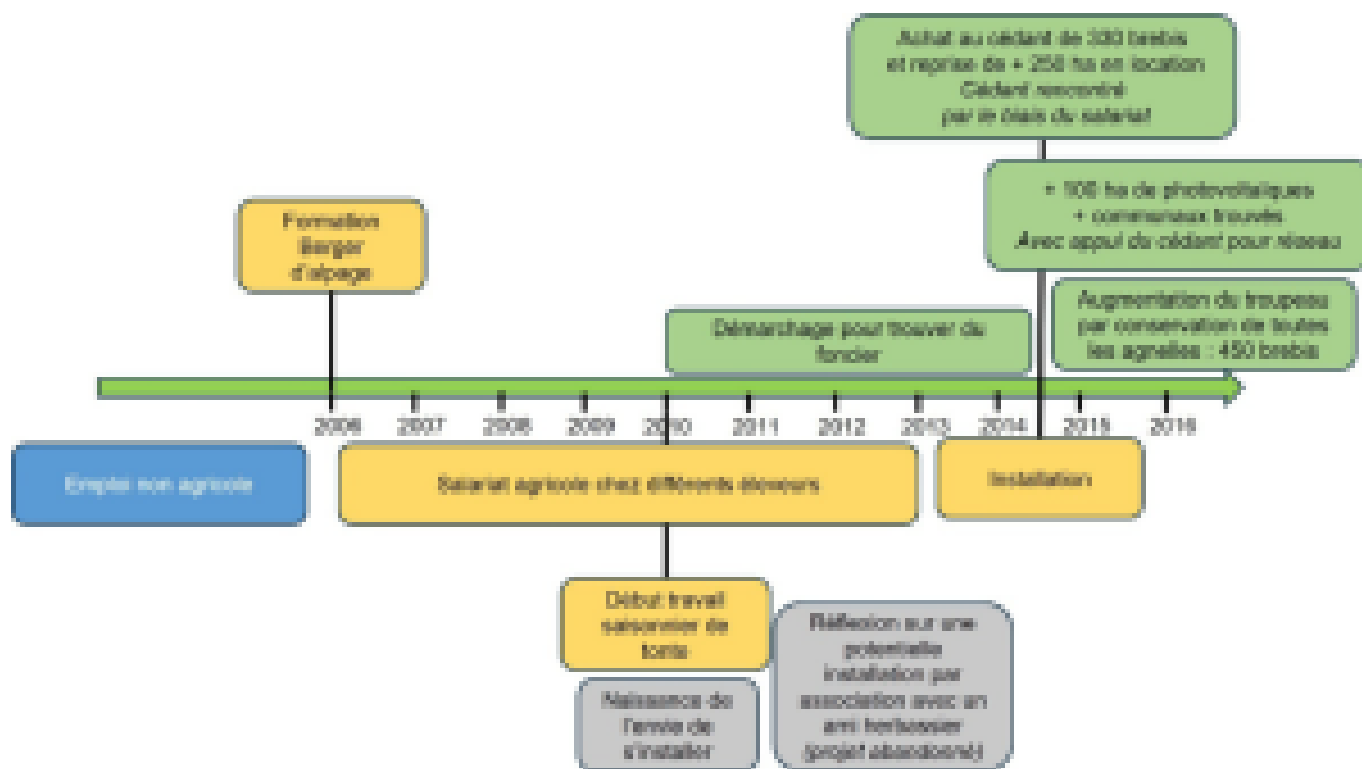 Achat au cédant de 330 brebis
et reprise de + 250 ha en location
Cédant rencontré
par le biais du salariat
+ 100 ha de photovoltaïques
+ communaux trouvés
Avec appui du cédant pour réseau
Formation
Berger
d'alpage
Démarchage pour trouver du
foncier
Augmentation du troupeau
par conservation de toutes
les agnelles : 450 brebis
2006 2007 2008 2009 2010 2011 2012 2013 2014 2015 2016
Emploi non agricole
Salariat agricole chez différents éleveurs
Installation
Début travail
saisonnier de
tonte
Naissance de
l'envie de
s'installer
Réflexion sur une
potentielle
installation par
association avec un
ami herbassier
(projet abandonné)